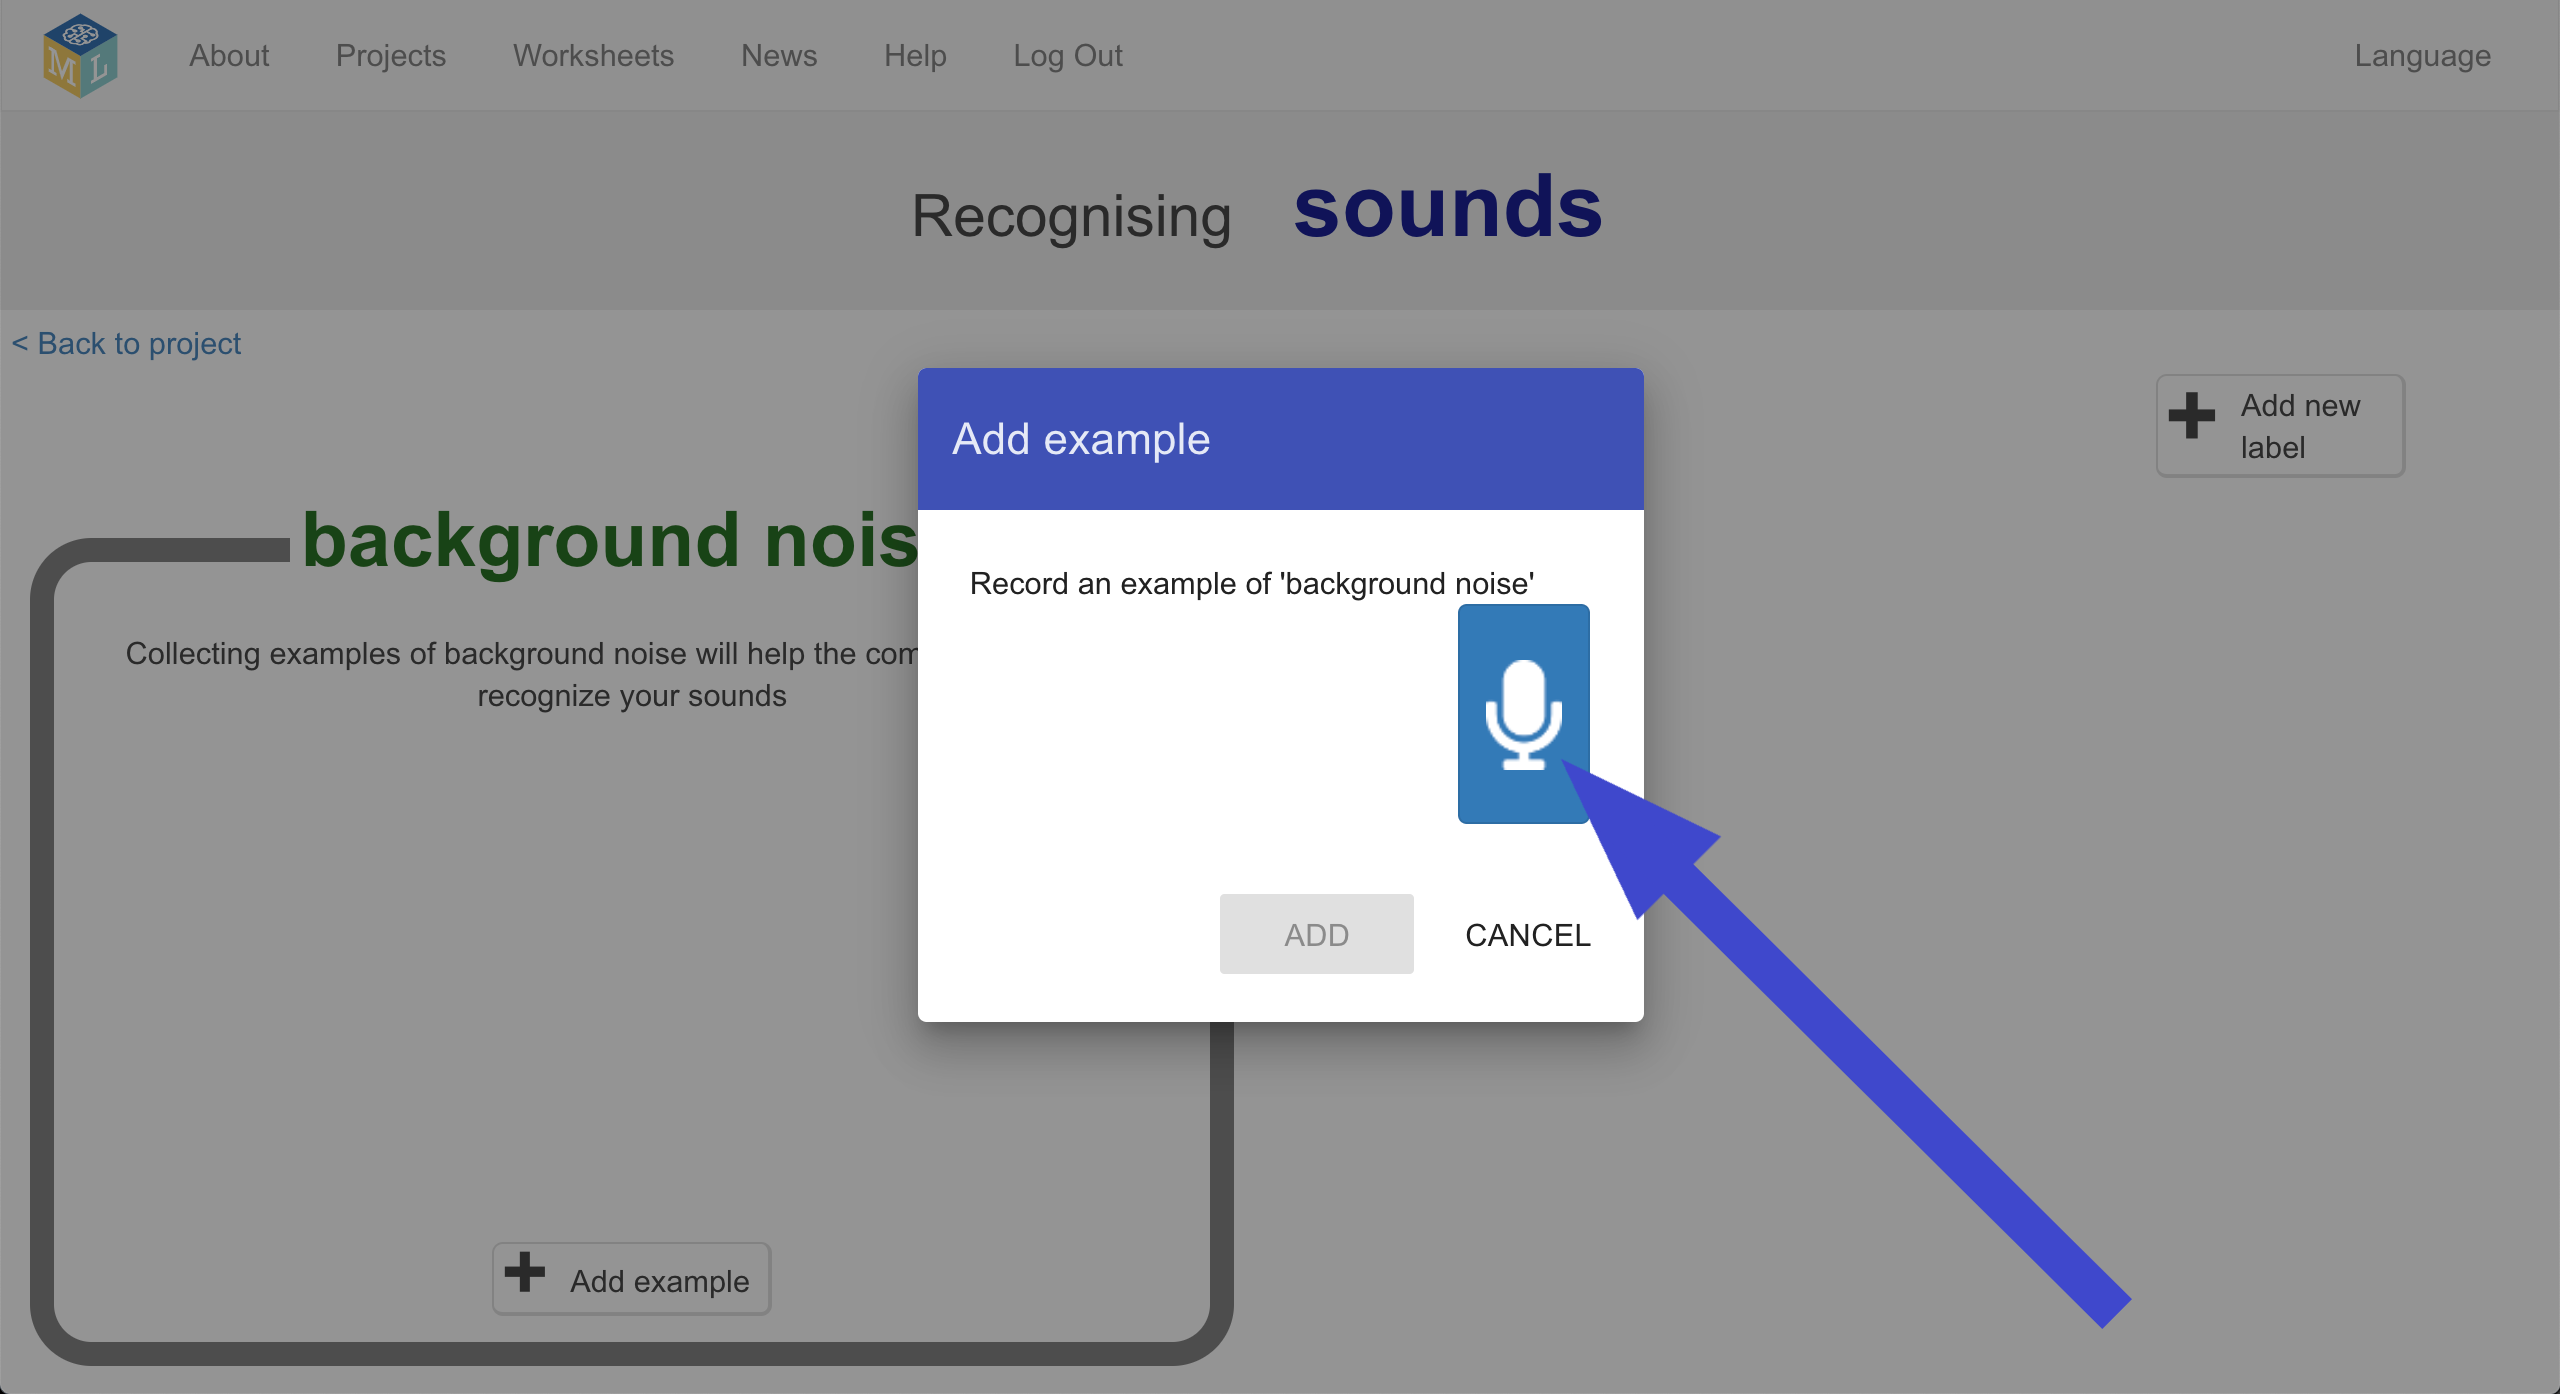 M L
About Projects Worksheets News Help Log Out Language
Recognising sounds
< Back to project
Add new
label
Add example
background nois
Record an example of 'background noise'
Collecting examples of background noise will help the com
recognize your sounds
ADD CANCEL
Add example